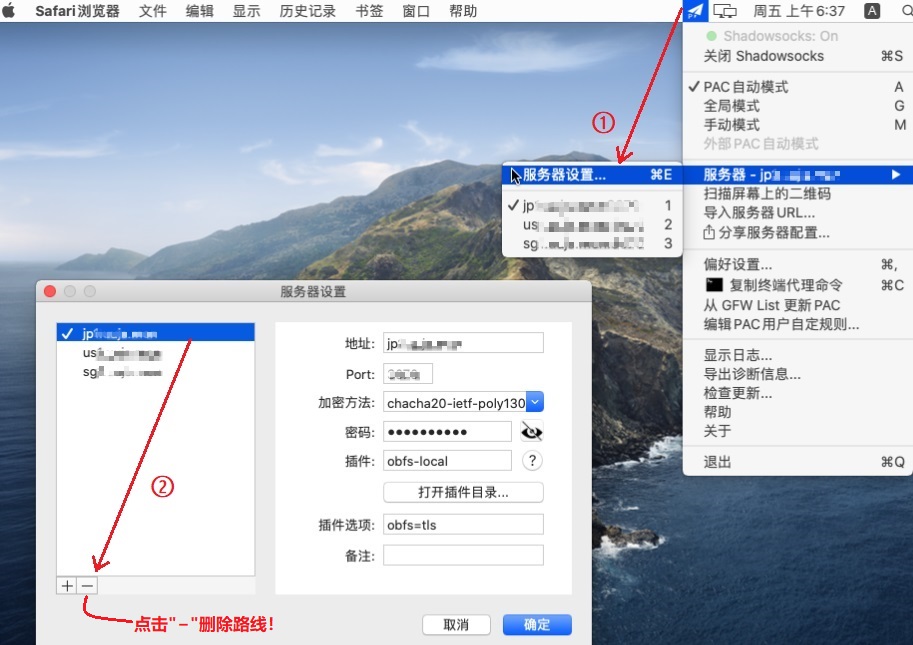 Safari浏览器 文件 编辑 显示 历史记录 书签 窗口 帮助 周五 上午6:37 A
Shadowsocks: On
关闭 Shadowsocks ⌘S
✓ PAC自动模式 A
全局模式 G
手动模式 M
外部PAC自动模式
服务器 - jp
扫描屏幕上的二维码
导入服务器URL...
分享服务器配置...
偏好设置... ⌘,
复制终端代理命令 ⌘C
从 GFW List 更新PAC
编辑PAC用户自定规则...
显示日志...
导出诊断信息...
检查更新...
帮助
关于
退出 ⌘Q
①
服务器设置... ⌘E
✓ jp 1
us 2
sg 3
服务器设置
✓ jp
us
sg
②
+ −
点击"−"删除路线!
地址: jp
Port:
加密方法: chacha20-ietf-poly130
密码: ●●●●●●●●●●
插件: obfs-local ?
打开插件目录...
插件选项: obfs=tls
备注:
取消 确定